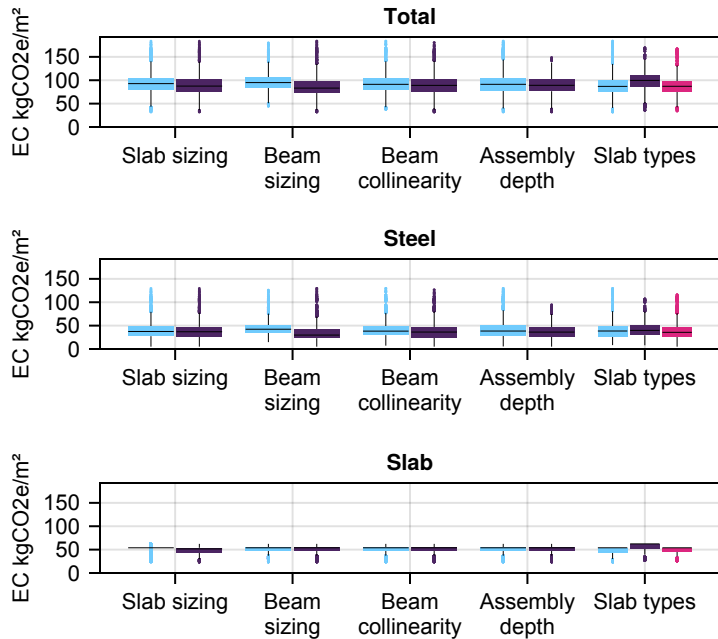 Total
EC kgCO2e/m²
150
100
50
0
Slab sizing
Beam
sizing
Beam
collinearity
Assembly
depth
Slab types
Steel
EC kgCO2e/m²
150
100
50
0
Slab sizing
Beam
sizing
Beam
collinearity
Assembly
depth
Slab types
Slab
EC kgCO2e/m²
150
100
50
0
Slab sizing
Beam
sizing
Beam
collinearity
Assembly
depth
Slab types